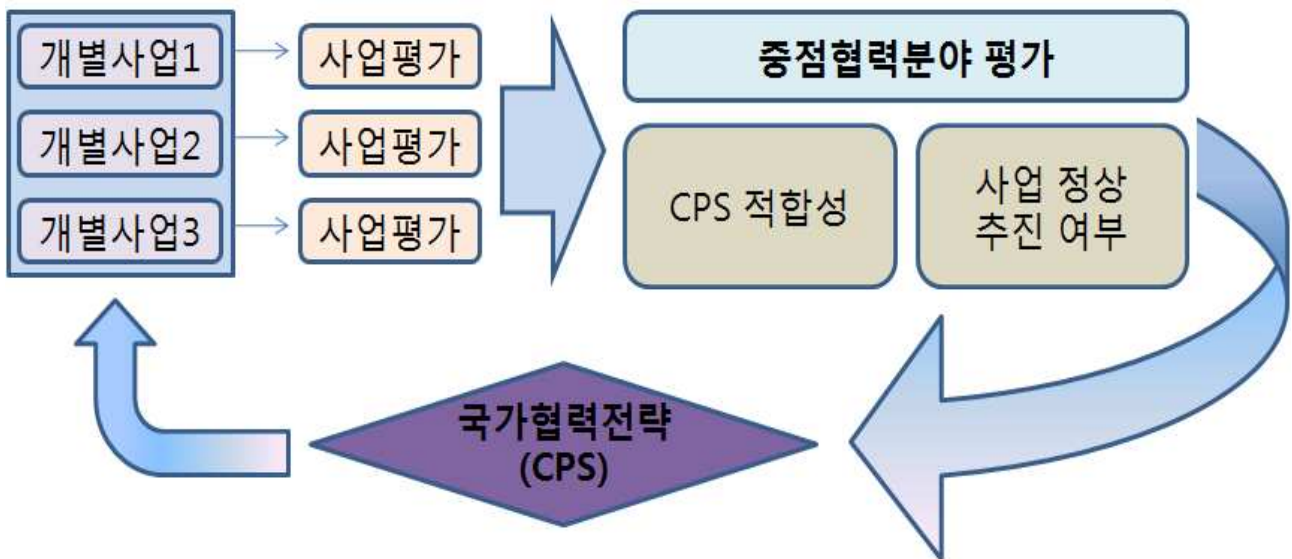 개별사업1
사업평가
개별사업2
사업평가
개별사업3
사업평가
중점협력분야 평가
CPS 적합성
사업 정상
추진 여부
국가협력전략
(CPS)